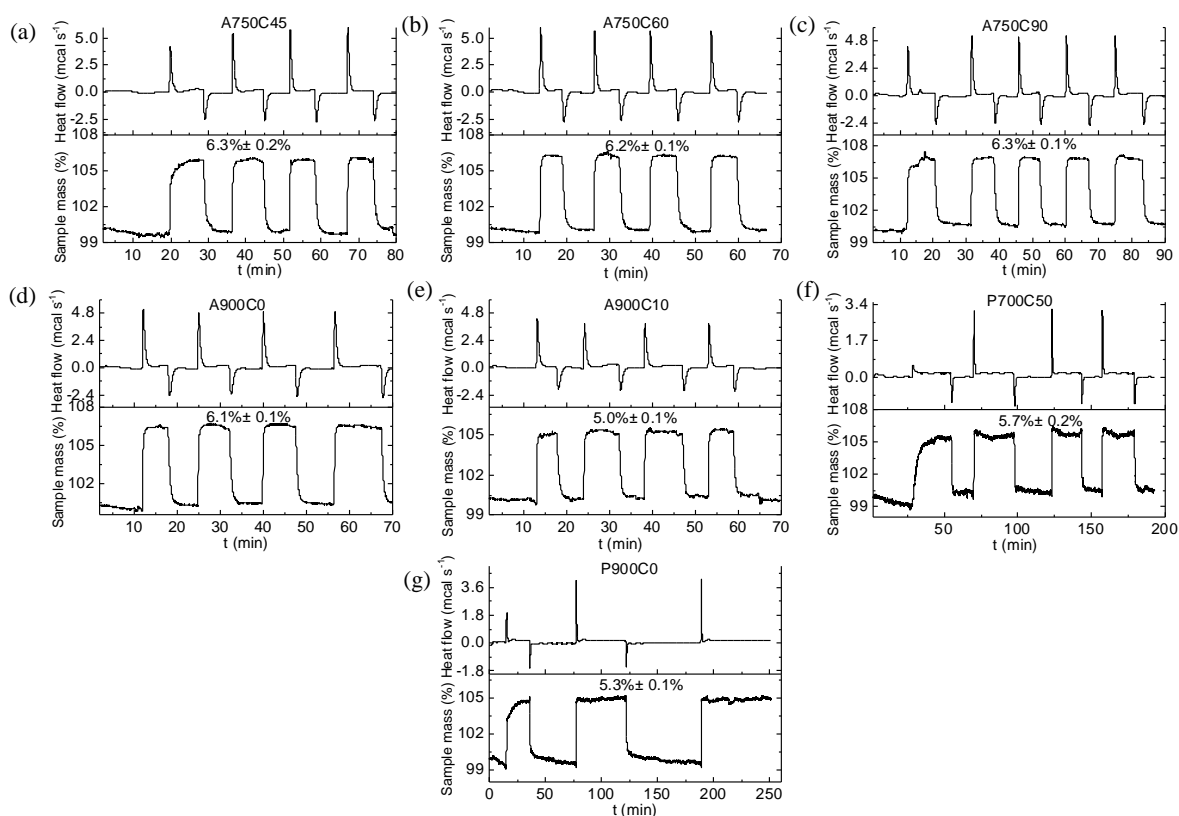 (a)
A750C45
Heat flow (mcal s⁻¹)
5.0
2.5
0.0
-2.5
Sample mass (%)
108
105
102
99
6.3%± 0.2%
0 10 20 30 40 50 60 70 80
t (min)
(b)
A750C60
Heat flow (mcal s⁻¹)
5.0
2.5
0.0
-2.5
Sample mass (%)
108
105
102
99
6.2%± 0.1%
0 10 20 30 40 50 60 70
t (min)
(c)
A750C90
Heat flow (mcal s⁻¹)
4.8
2.4
0.0
-2.4
Sample mass (%)
108
105
102
99
6.3%± 0.1%
0 10 20 30 40 50 60 70 80 90
t (min)
(d)
A900C0
Heat flow (mcal s⁻¹)
4.8
2.4
0.0
-2.4
Sample mass (%)
108
105
102
6.1%± 0.1%
0 10 20 30 40 50 60 70
t (min)
(e)
A900C10
Heat flow (mcal s⁻¹)
4.8
2.4
0.0
-2.4
Sample mass (%)
108
105
102
99
5.0%± 0.1%
0 10 20 30 40 50 60 70
t (min)
(f)
P700C50
Heat flow (mcal s⁻¹)
3.4
1.7
0.0
Sample mass (%)
108
105
102
99
5.7%± 0.2%
50 100 150 200
t (min)
(g)
P900C0
Heat flow (mcal s⁻¹)
3.6
1.8
0.0
-1.8
Sample mass (%)
105
102
99
5.3%± 0.1%
0 50 100 150 200 250
t (min)